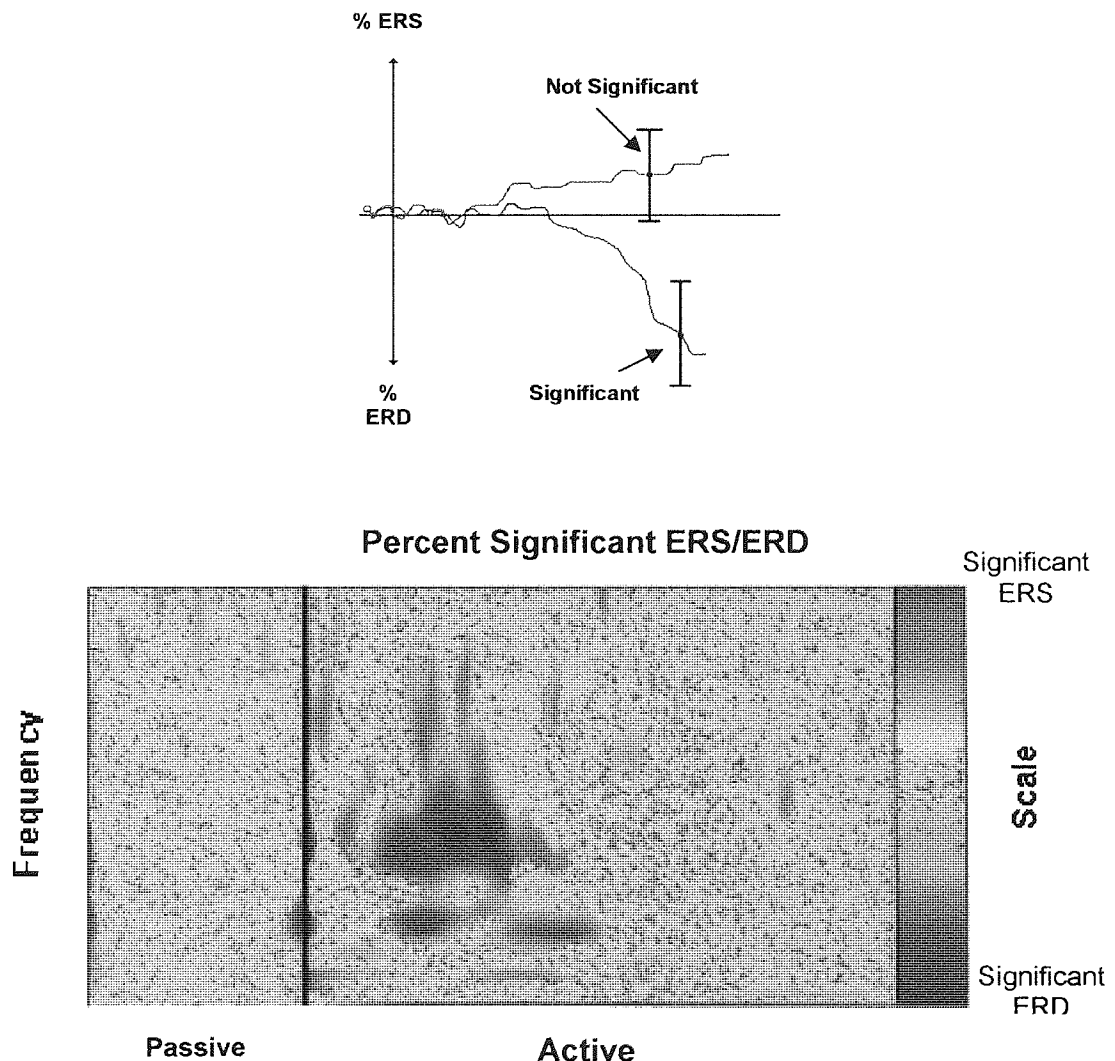 % ERS
Not Significant
Significant
%
ERD
Percent Significant ERS/ERD
Significant
ERS
Frequency
Scale
Significant
ERD
Passive
Active